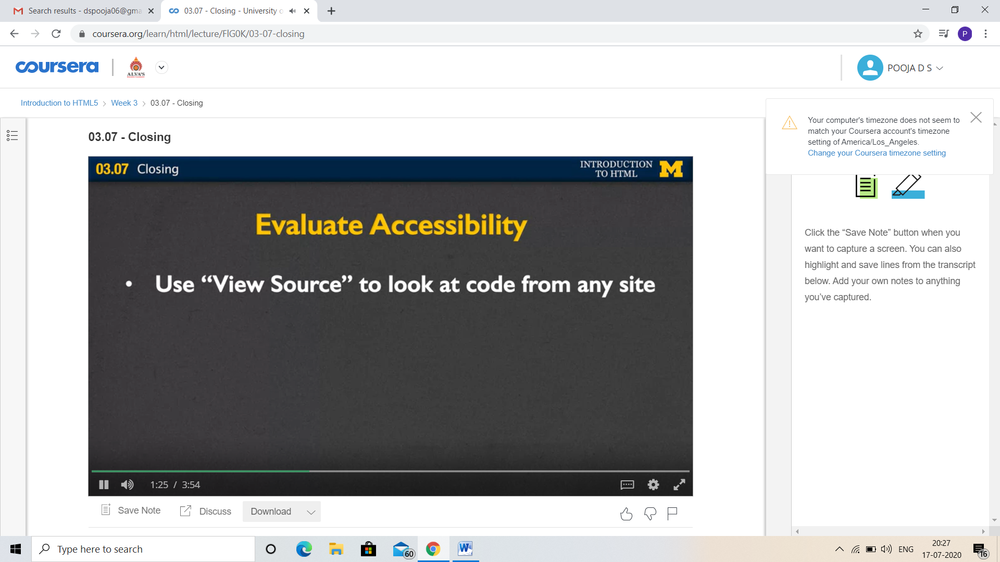 Search results - dspooja06@gma
03.07 - Closing - University o
coursera.org/learn/html/lecture/FlG0K/03-07-closing
P
coursera
ALVA'S
POOJA D S
Introduction to HTML5 > Week 3 > 03.07 - Closing
Your computer's timezone does not seem to
match your Coursera account's timezone
setting of America/Los_Angeles.
Change your Coursera timezone setting
03.07 - Closing
03.07 Closing
INTRODUCTION
TO HTML
M
Evaluate Accessibility
• Use “View Source” to look at code from any site
1:25 / 3:54
Save Note
Discuss
Download
Click the “Save Note” button when you
want to capture a screen. You can also
highlight and save lines from the transcript
below. Add your own notes to anything
you’ve captured.
Type here to search
60
W
ENG
20:27
17-07-2020
16